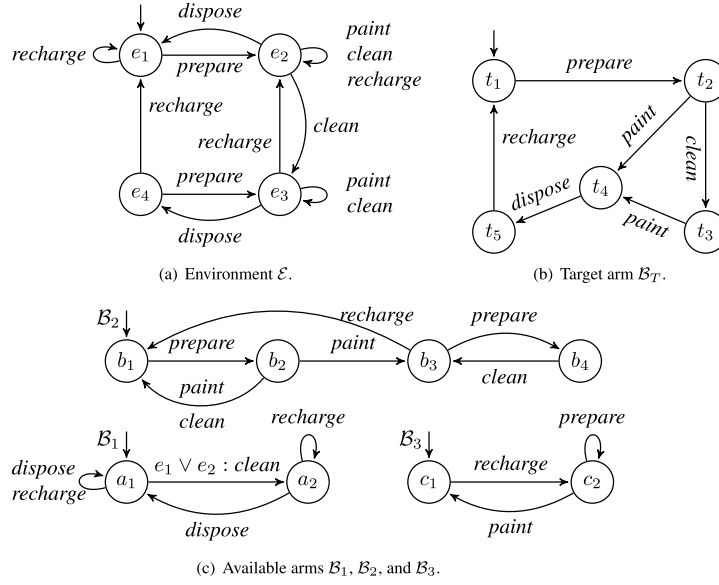 dispose
recharge
e1
prepare
e2
paint
clean
recharge
recharge
recharge
clean
e4
prepare
e3
paint
clean
dispose
(a) Environment ℰ.
t1
prepare
t2
recharge
paint
clean
dispose
t4
t5
paint
t3
(b) Target arm ℬT.
ℬ2
recharge
prepare
b1
prepare
b2
paint
b3
b4
paint
clean
clean
ℬ1
recharge
dispose
recharge
a1
e1 ∨ e2 : clean
a2
dispose
ℬ3
prepare
c1
recharge
c2
paint
(c) Available arms ℬ1, ℬ2, and ℬ3.